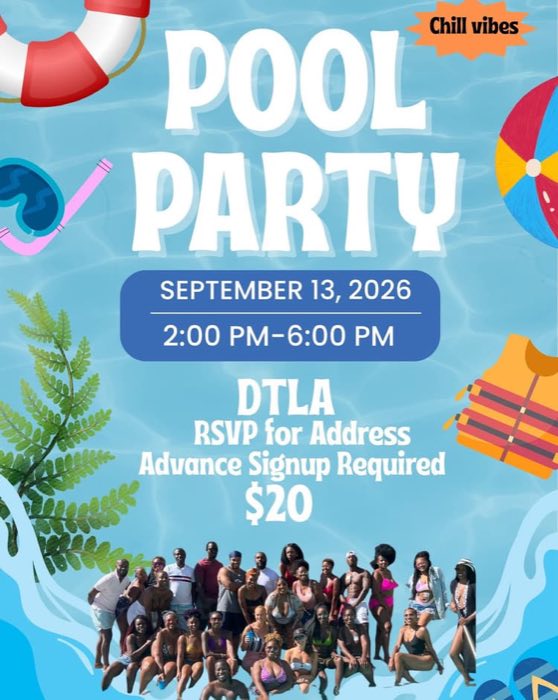 Chill vibes
POOL
PARTY
SEPTEMBER 13, 2026
2:00 PM-6:00 PM
DTLA
RSVP for Address
Advance Signup Required
$20